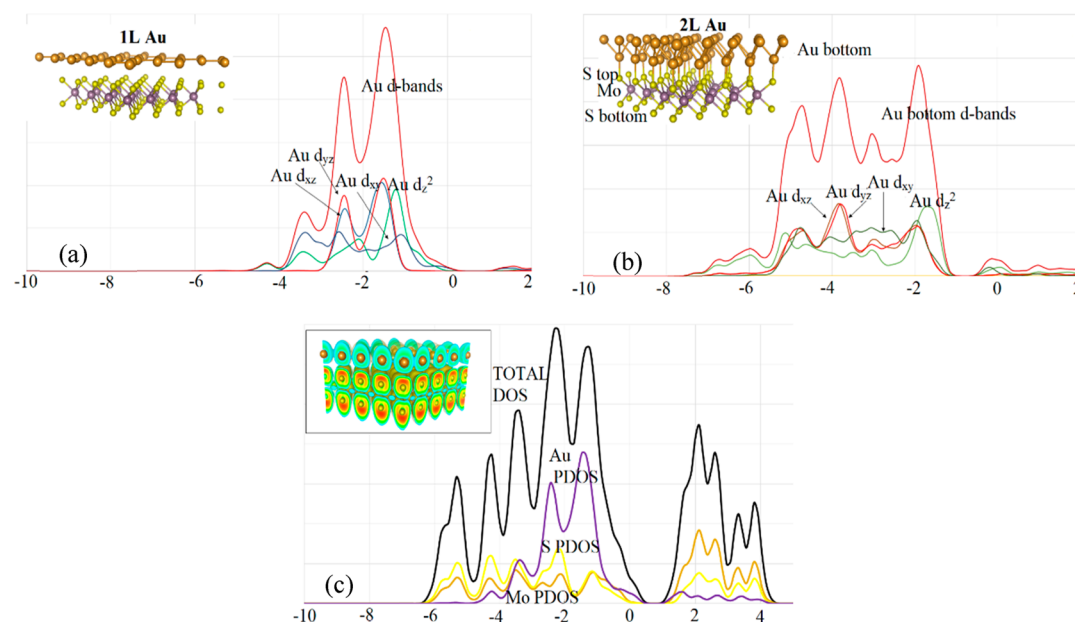 1L Au
Au d-bands
Au dyz
Au dxz
Au dxy
Au dz²
(a)
-10 -8 -6 -4 -2 0 2
2L Au
Au bottom
S top
Mo
S bottom
Au bottom d-bands
Au dxz
Au dyz
Au dxy
Au dz²
(b)
-10 -8 -6 -4 -2 0
TOTAL
DOS
Au
PDOS
S PDOS
Mo PDOS
(c)
-10 -8 -6 -4 -2 0 2 4